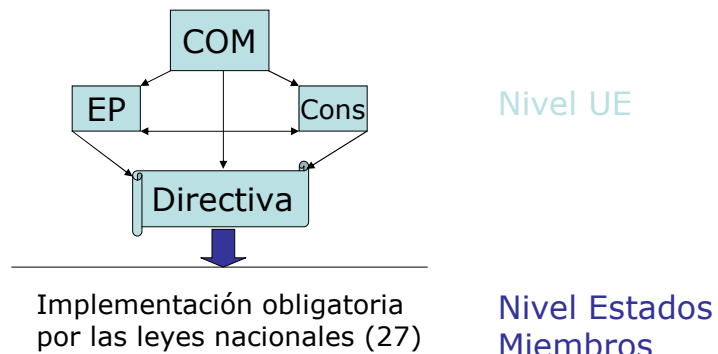 COM
EP
Cons
Nivel UE
Directiva
Implementación obligatoria
por las leyes nacionales (27)
Nivel Estados
Miembros